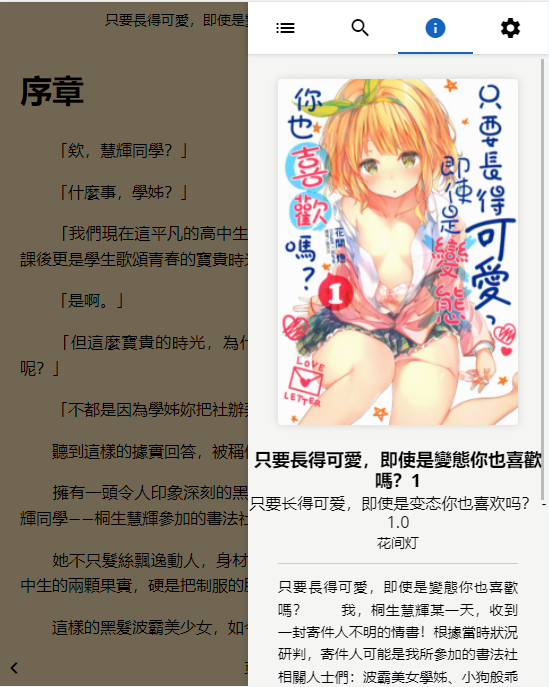 只要長得可愛，即使是變
序章
「欸，慧輝同學？」
「什麼事，學姊？」
「我們現在這平凡的高中生
課後更是學生歌頌青春的寶貴時
「是啊。」
「但這麼寶貴的時光，為什
呢？」
「不都是因為學姊妳把社辦
聽到這樣的據實回答，被稱
擁有一頭令人印象深刻的黑
輝同學——桐生慧輝參加的書法社
她不只髮絲飄逸動人，身材
中生的兩顆果實，硬是把制服的
這樣的黑髮波霸美少女，如
只要長得可愛，
即使是變態
你也喜歡嗎？
花間燈
1
LOVE
LETTER
只要長得可愛，即使是變態你也喜歡
嗎？1
只要长得可爱，即使是变态你也喜欢吗？ -
1.0
花间灯
只要長得可愛，即使是變態你也喜歡
嗎？ 我，桐生慧輝某一天，收到
一封寄件人不明的情書！根據當時狀況
研判，寄件人可能是我所參加的書法社
相關人士們：波霸美女學姊、小狗般乖